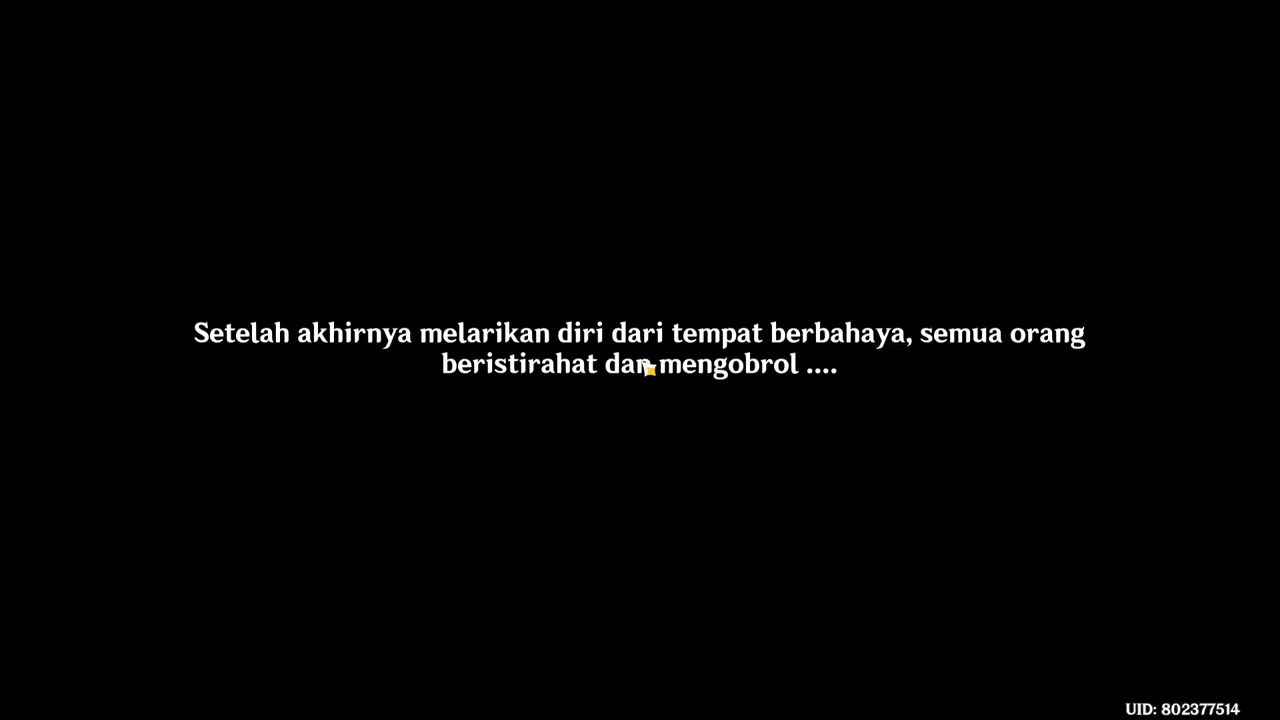 Setelah akhirnya melarikan diri dari tempat berbahaya, semua orang
beristirahat dan mengobrol ....
UID: 802377514